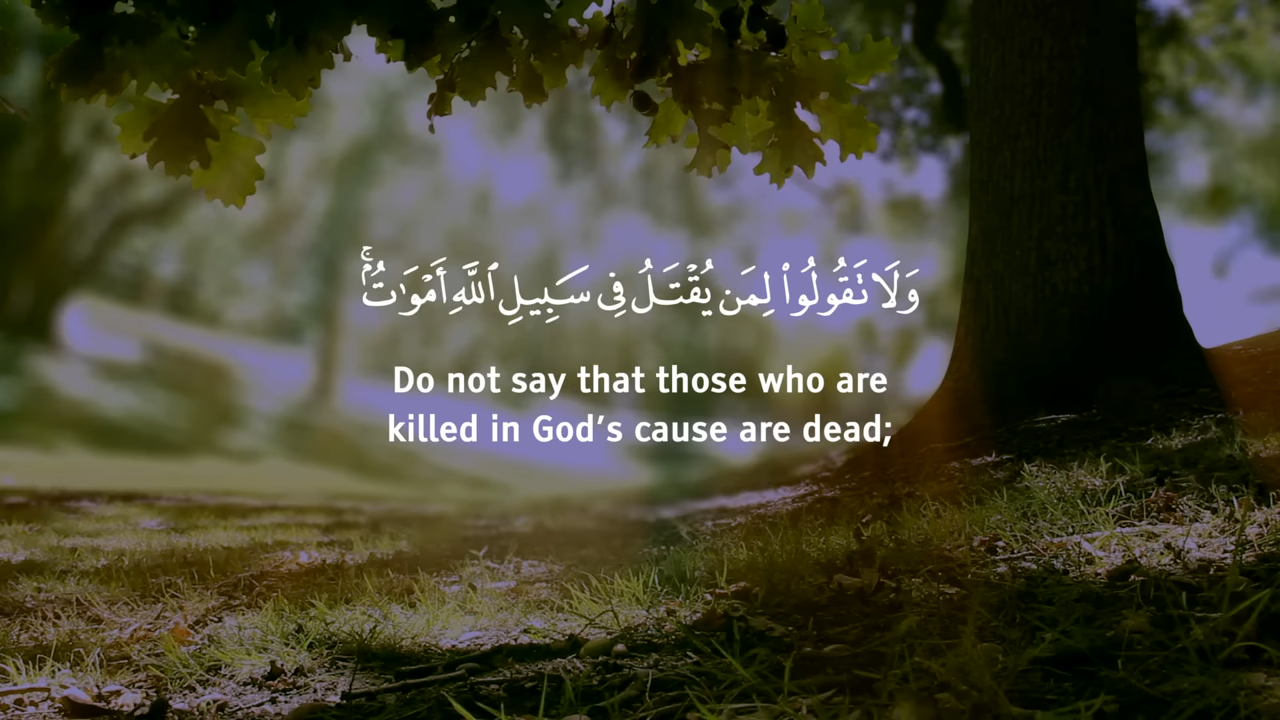 وَلَا تَقُولُوا۟ لِمَن يُقْتَلُ فِى سَبِيلِ ٱللَّهِ أَمْوَٰتٌۢ ۚ
Do not say that those who are
killed in God’s cause are dead;